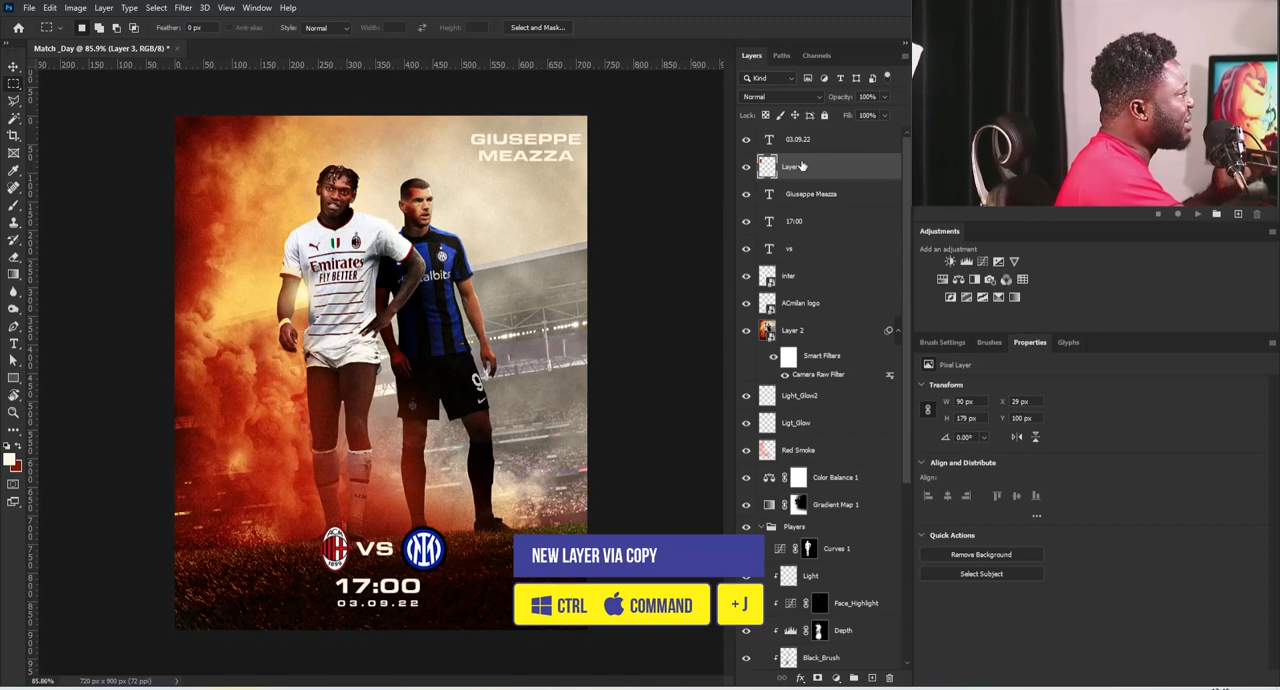 File Edit Image Layer Type Select Filter 3D View Window Help
Feather: 0 px Anti-alias Style: Normal Width: Height: Select and Mask...
Match _Day @ 85.9% (Layer 3, RGB/8) *
GIUSEPPE
MEAZZA
Emirates
FLY BETTER
VS
17:00
03.09.22
NEW LAYER VIA COPY
CTRL COMMAND + J
85.86% 720 px x 900 px (72 ppi)
Layers Paths Channels
Kind
Normal Opacity: 100%
Lock: Fill: 100%
03.09.22
Layer
Giuseppe Meazza
17:00
vs
inter
ACmilan logo
Layer 2
Smart Filters
Camera Raw Filter
Light_Glow2
Ligt_Glow
Red Smoke
Color Balance 1
Gradient Map 1
Players
Curves 1
Light
Face_Highlight
Depth
Black_Brush
Adjustments
Add an adjustment
Brush Settings Brushes Properties Glyphs
Pixel Layer
Transform
W 90 px X 29 px
H 179 px Y 100 px
0.00°
Align and Distribute
Align:
Quick Actions
Remove Background
Select Subject